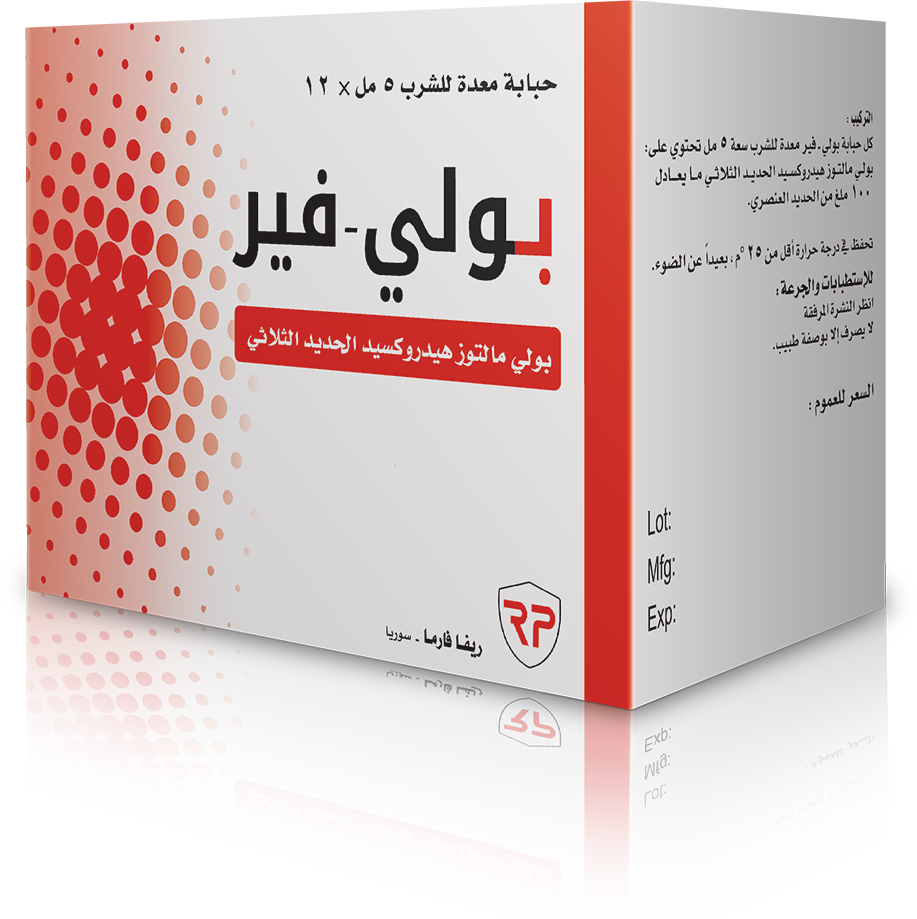 حبابة معدة للشرب ٥ مل × ١٢
بولي-فير
بولي مالتوز هيدروكسيد الحديد الثلاثي
RP
ريفا فارما - سوريا
التركيب :
كل حبابة بولي-فير معدة للشرب سعة ٥ مل تحتوي على:
بولي مالتوز هيدروكسيد الحديد الثلاثي ما يعادل
١٠٠ ملغ من الحديد العنصري.
تحفظ في درجة حرارة أقل من ٢٥ °م، بعيداً عن الضوء.
للإستطبابات والجرعة :
انظر النشرة المرفقة
لا يصرف إلا بوصفة طبيب.
السعر للعموم :
Lot:
Mfg:
Exp: